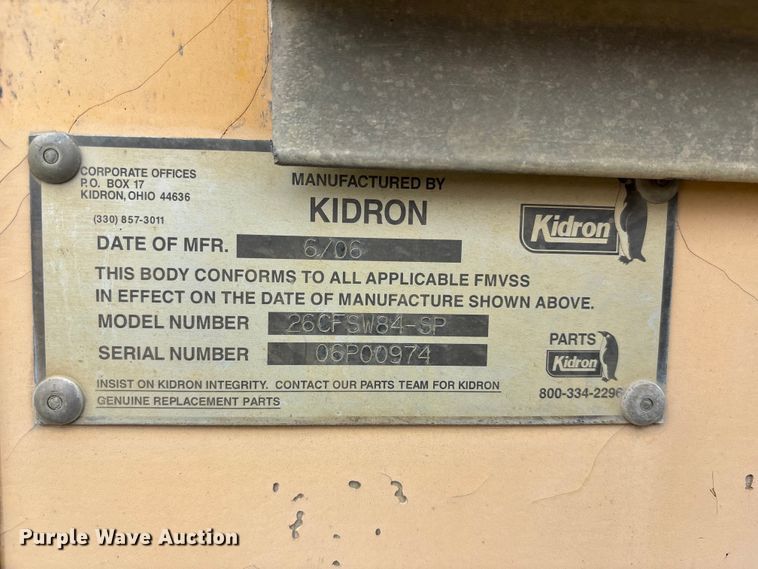 CORPORATE OFFICES
P.O. BOX 17
KIDRON, OHIO 44636
(330) 857-3011
MANUFACTURED BY
KIDRON
Kidron
DATE OF MFR. 6/06
THIS BODY CONFORMS TO ALL APPLICABLE FMVSS
IN EFFECT ON THE DATE OF MANUFACTURE SHOWN ABOVE.
MODEL NUMBER 26CFSW84-SP
SERIAL NUMBER 06P00974
PARTS
Kidron
800-334-2296
INSIST ON KIDRON INTEGRITY. CONTACT OUR PARTS TEAM FOR KIDRON
GENUINE REPLACEMENT PARTS
Purple Wave Auction